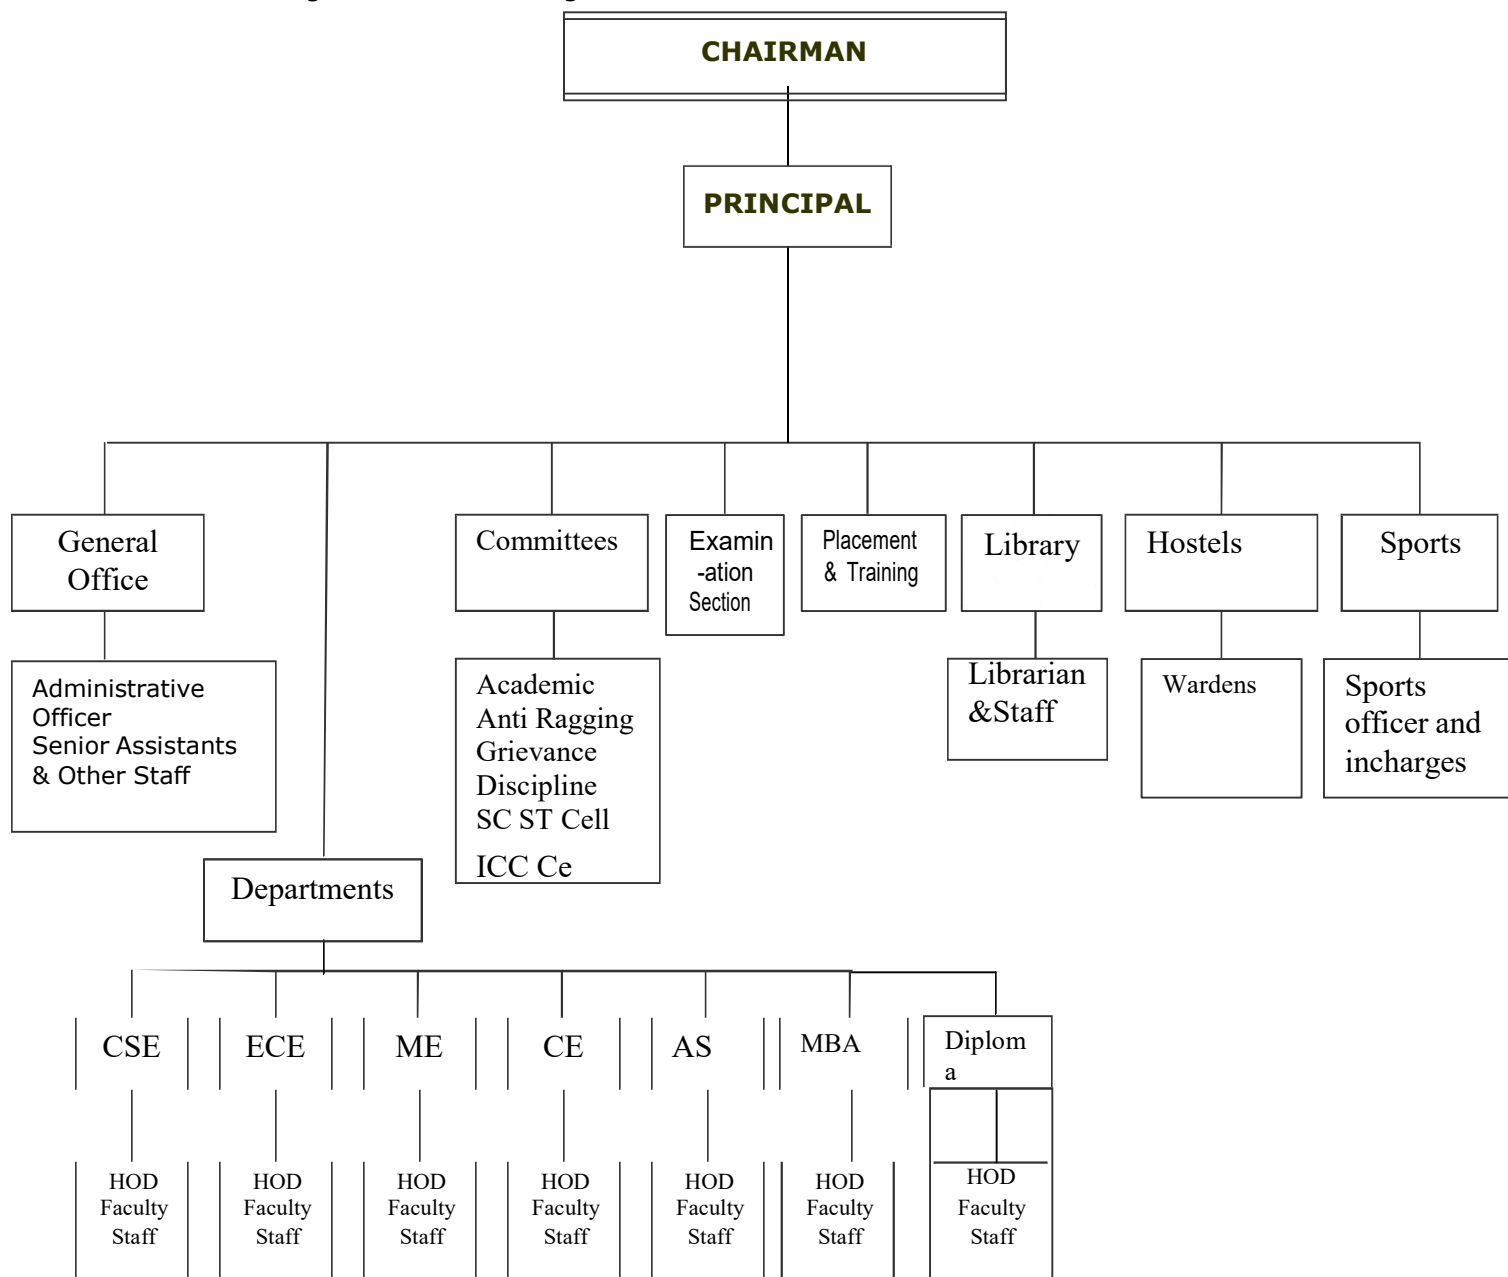 CHAIRMAN
PRINCIPAL
General
Office
Committees
Examin
-ation
Section
Placement
& Training
Library
Hostels
Sports
Administrative
Officer
Senior Assistants
& Other Staff
Academic
Anti Ragging
Grievance
Discipline
SC ST Cell
ICC Ce
Librarian
&Staff
Wardens
Sports
officer and
incharges
Departments
CSE
ECE
ME
CE
AS
MBA
Diplom
a
HOD
Faculty
Staff
HOD
Faculty
Staff
HOD
Faculty
Staff
HOD
Faculty
Staff
HOD
Faculty
Staff
HOD
Faculty
Staff
HOD
Faculty
Staff